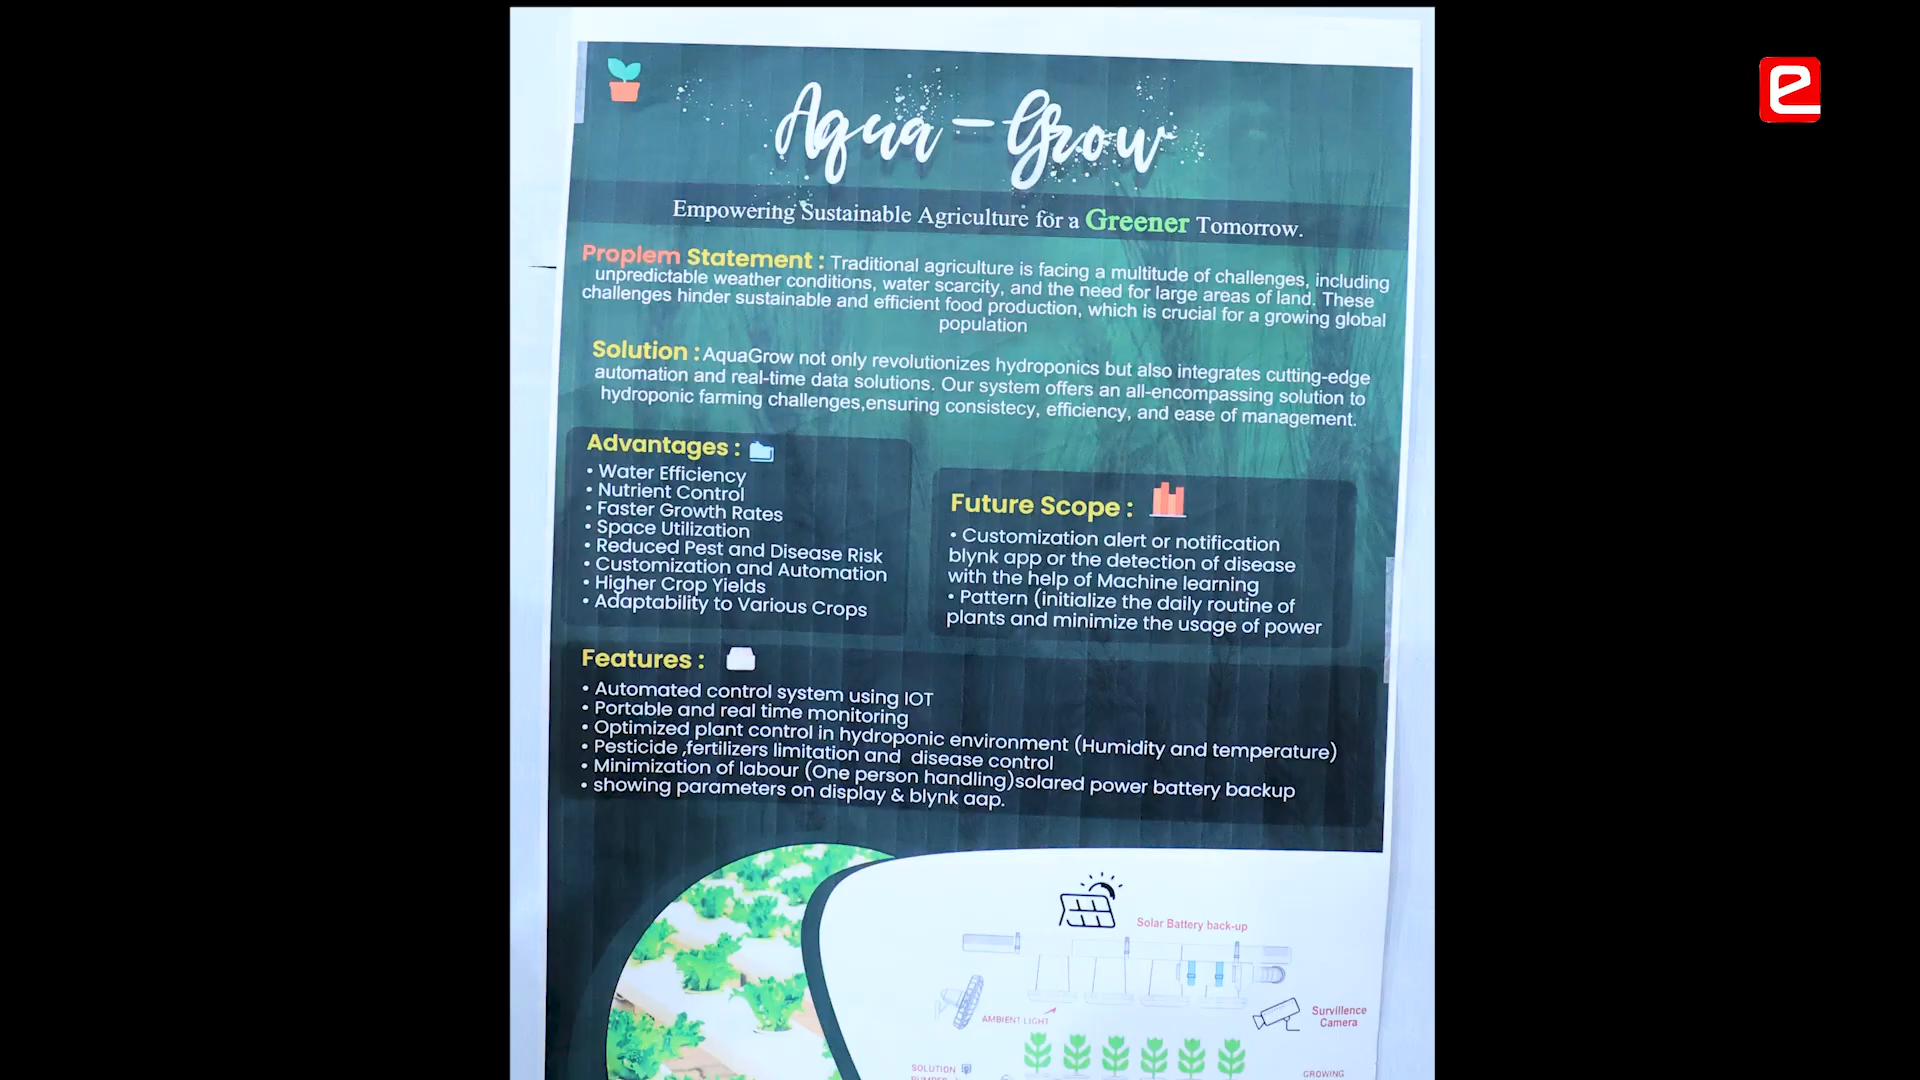 Aqua - Grow
Empowering Sustainable Agriculture for a Greener Tomorrow.
Proplem Statement : Traditional agriculture is facing a multitude of challenges, including
unpredictable weather conditions, water scarcity, and the need for large areas of land. These
challenges hinder sustainable and efficient food production, which is crucial for a growing global
population
Solution : AquaGrow not only revolutionizes hydroponics but also integrates cutting-edge
automation and real-time data solutions. Our system offers an all-encompassing solution to
hydroponic farming challenges,ensuring consistecy, efficiency, and ease of management.
Advantages :
• Water Efficiency
• Nutrient Control
• Faster Growth Rates
• Space Utilization
• Reduced Pest and Disease Risk
• Customization and Automation
• Higher Crop Yields
• Adaptability to Various Crops
Future Scope :
• Customization alert or notification
blynk app or the detection of disease
with the help of Machine learning
• Pattern (initialize the daily routine of
plants and minimize the usage of power
Features :
• Automated control system using IOT
• Portable and real time monitoring
• Optimized plant control in hydroponic environment (Humidity and temperature)
• Pesticide ,fertilizers limitation and disease control
• Minimization of labour (One person handling)solared power battery backup
• showing parameters on display & blynk aap.
Solar Battery back-up
AMBIENT LIGHT
Survillence
Camera
SOLUTION
GROWING